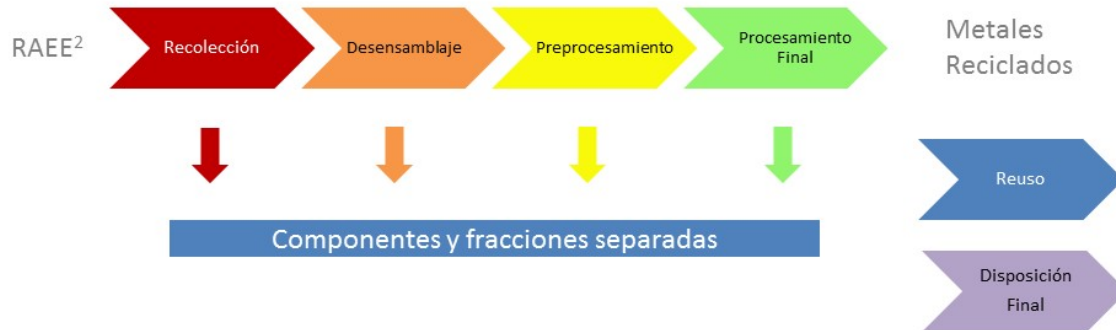 RAEE²
Recolección
Desensamblaje
Preprocesamiento
Procesamiento
Final
Metales
Reciclados
Reuso
Componentes y fracciones separadas
Disposición
Final